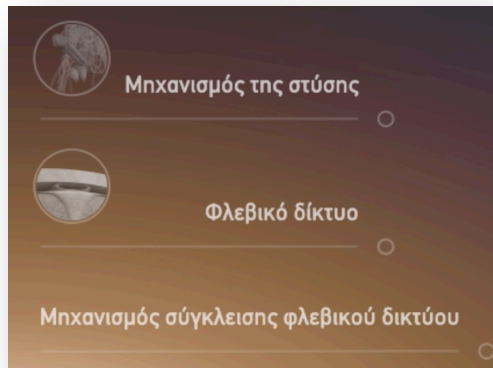 Μηχανισμός της στύσης
Φλεβικό δίκτυο
Μηχανισμός σύγκλεισης φλεβικού δικτύου